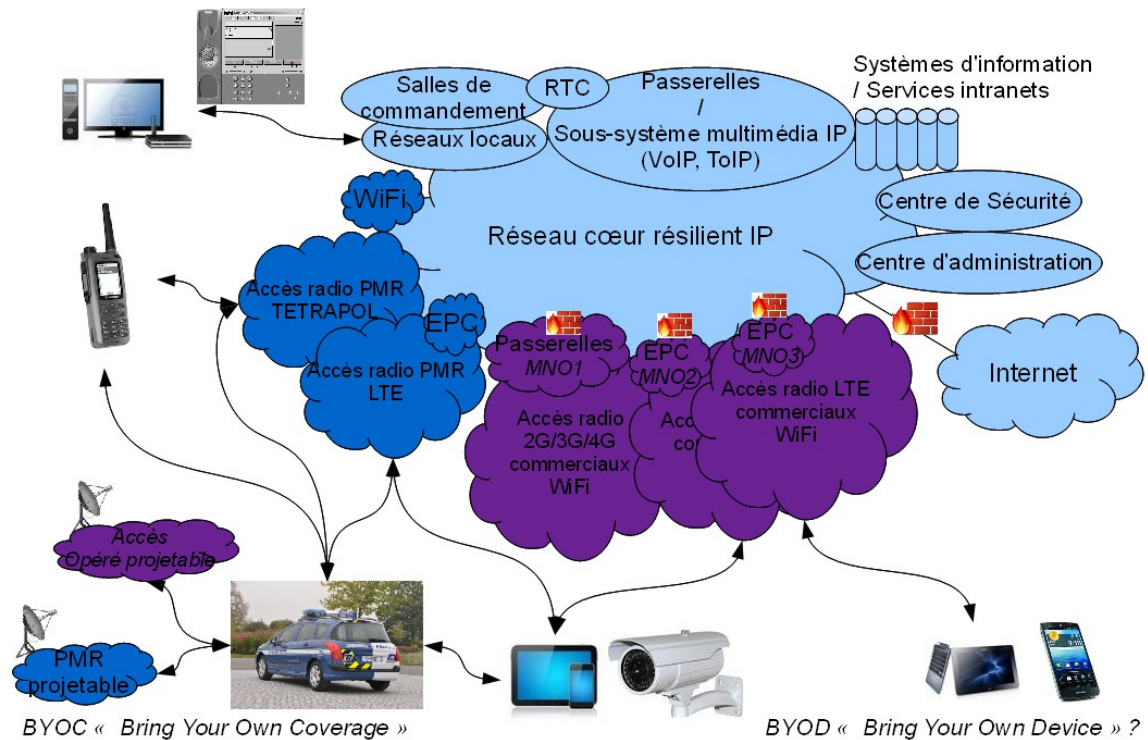 Salles de
commandement
RTC
Passerelles
/
Sous-système multimédia IP
(VoIP, ToIP)
Systèmes d'information
/ Services intranets
Réseaux locaux
WiFi
Centre de Sécurité
Réseau cœur résilient IP
Centre d'administration
Accès radio PMR
TETRAPOL
EPC
Accès radio PMR
LTE
Passerelles
MNO1
EPC
MNO2
EPC
MNO3
Internet
Accès radio
2G/3G/4G
commerciaux
WiFi
Accès radio LTE
commerciaux
WiFi
Accès
Opéré projetable
PMR
projetable
BYOC « Bring Your Own Coverage »
BYOD « Bring Your Own Device » ?